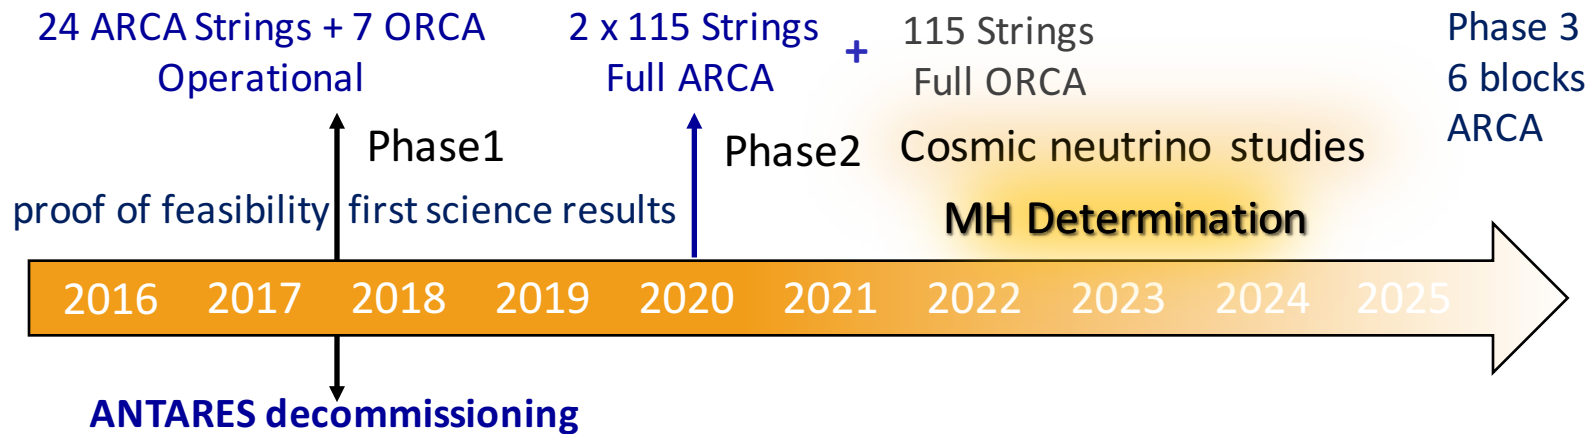 24 ARCA Strings + 7 ORCA
Operational
2 x 115 Strings
Full ARCA
+
115 Strings
Full ORCA
Phase 3
6 blocks
ARCA
Phase1
Phase2
Cosmic neutrino studies
proof of feasibility
first science results
MH Determination
2016 2017 2018 2019 2020 2021 2022 2023 2024 2025
ANTARES decommissioning